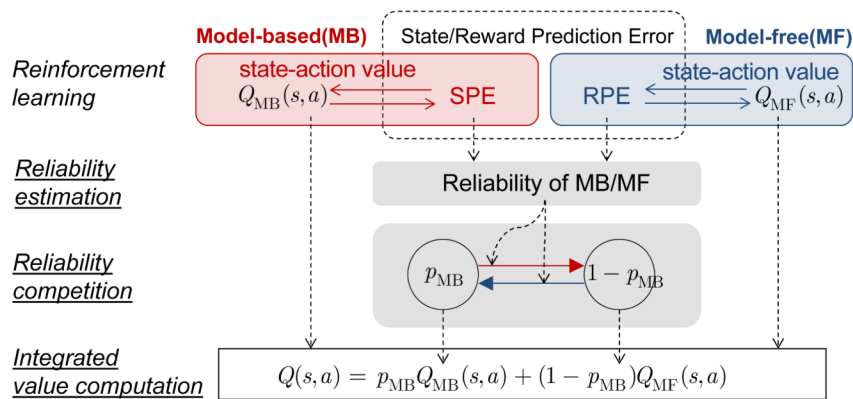 Model-based(MB) State/Reward Prediction Error Model-free(MF)
Reinforcement
learning
state-action value
Q_MB(s,a)
SPE
RPE
state-action value
Q_MF(s,a)
Reliability
estimation
Reliability of MB/MF
Reliability
competition
p_MB
1 − p_MB
Integrated
value computation
Q(s,a) = p_MB Q_MB(s,a) + (1 − p_MB)Q_MF(s,a)